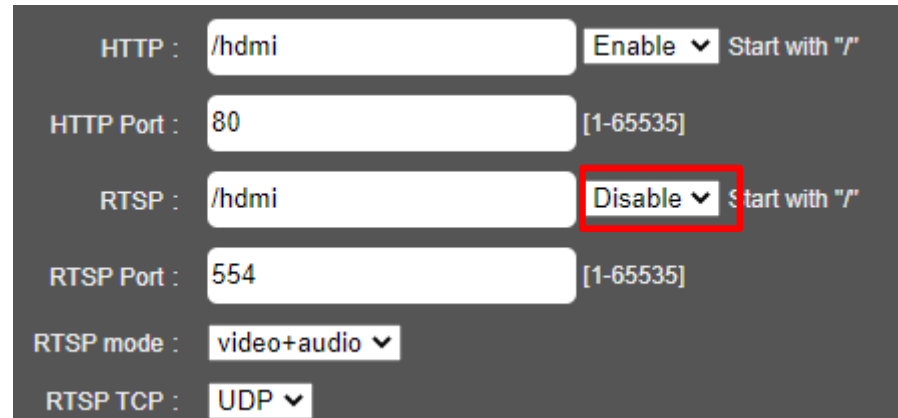 HTTP : /hdmi Enable Start with "/"
HTTP Port : 80 [1-65535]
RTSP : /hdmi Disable Start with "/"
RTSP Port : 554 [1-65535]
RTSP mode : video+audio
RTSP TCP : UDP